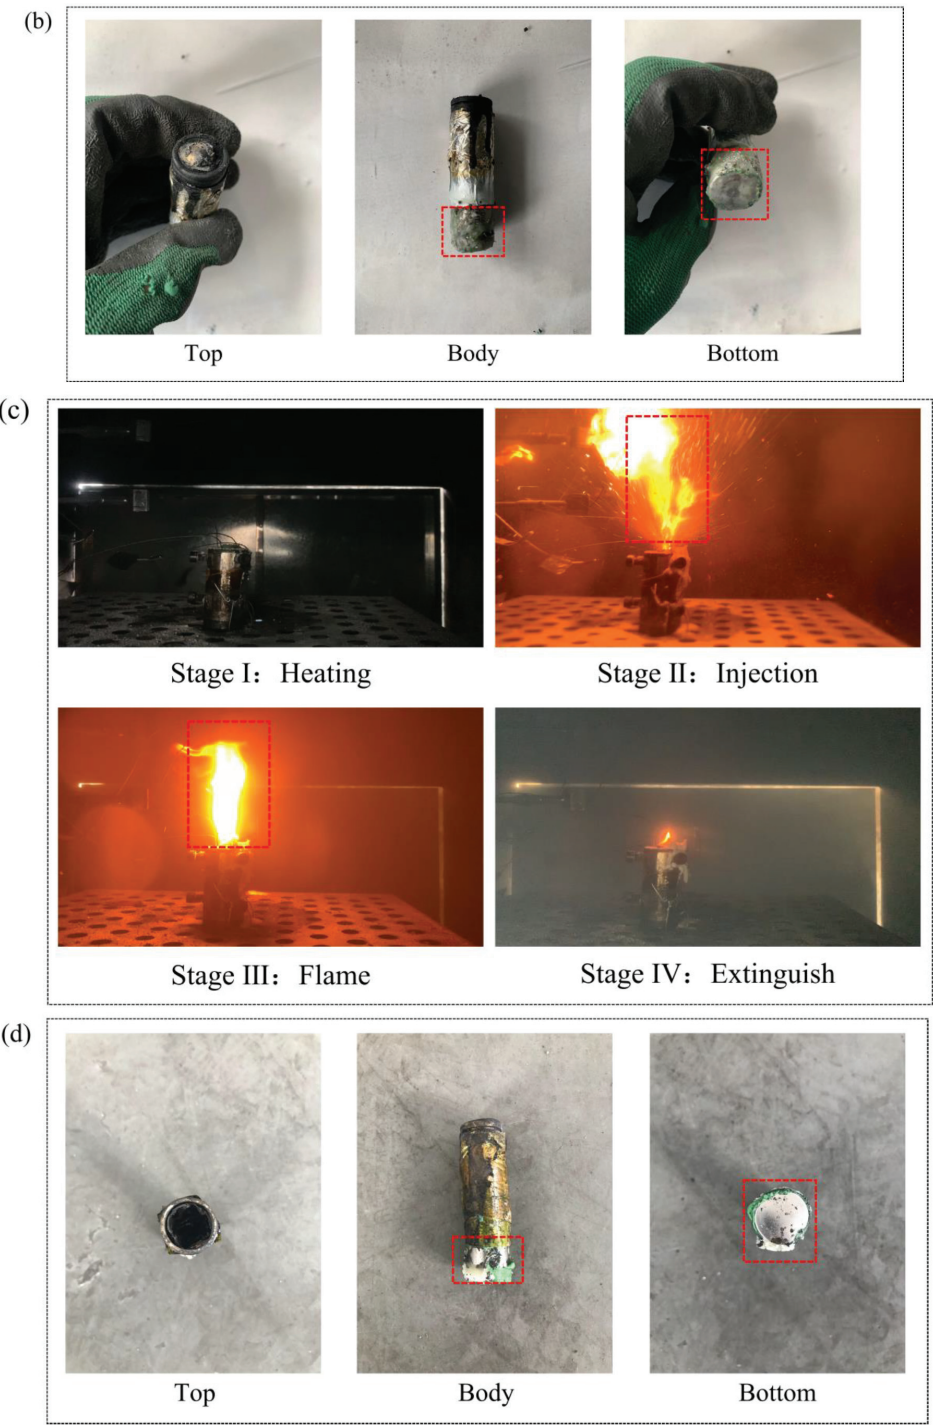 (b)
Top Body Bottom
(c)
Stage I: Heating Stage II: Injection
Stage III: Flame Stage IV: Extinguish
(d)
Top Body Bottom